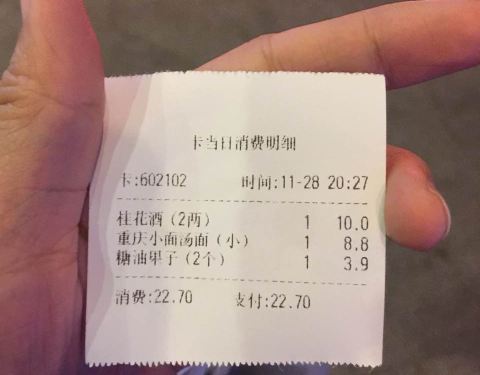 卡当日消费明细
卡:602102 时间:11-28 20:27
桂花酒(2两) 1 10.0
重庆小面汤面(小) 1 8.8
糖油果子(2个) 1 3.9
消费:22.70 支付:22.70